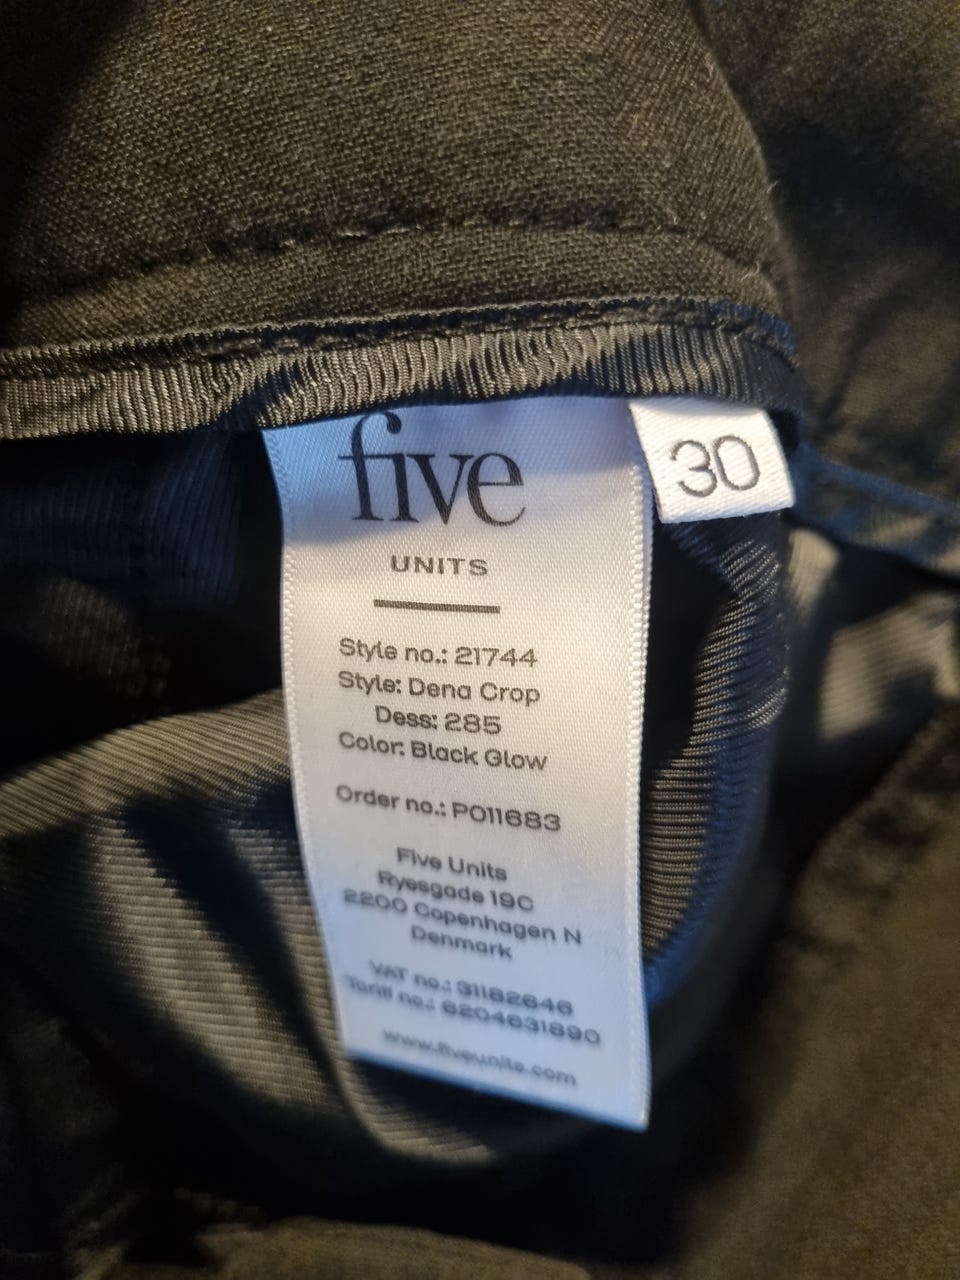 five
30
UNITS
Style no.: 21744
Style: Dena Crop
Dess: 285
Color: Black Glow
Order no.: PO11683
Five Units
Ryesgade 19C
2200 Copenhagen N
Denmark
VAT no.: 31182646
Tariff no.: 6204631890
www.fiveunits.com